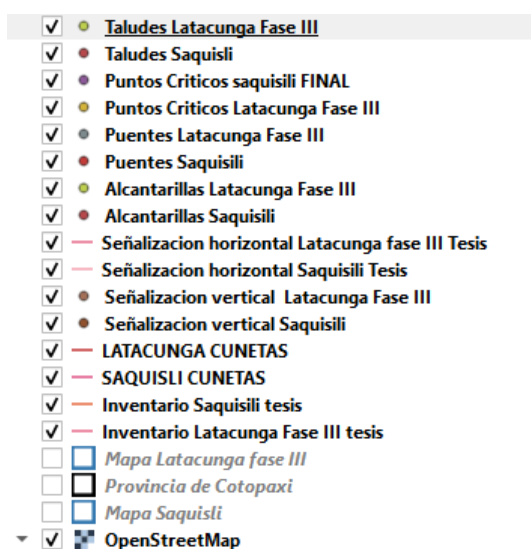 Taludes Latacunga Fase III
Taludes Saquisli
Puntos Criticos saquisili FINAL
Puntos Criticos Latacunga Fase III
Puentes Latacunga Fase III
Puentes Saquisili
Alcantarillas Latacunga Fase III
Alcantarillas Saquisili
Señalizacion horizontal Latacunga fase III Tesis
Señalizacion horizontal Saquisili Tesis
Señalizacion vertical  Latacunga Fase III
Señalizacion vertical Saquisili
LATACUNGA CUNETAS
SAQUISLI CUNETAS
Inventario Saquisili tesis
Inventario Latacunga Fase III tesis
Mapa Latacunga fase III
Provincia de Cotopaxi
Mapa Saquisli
OpenStreetMap